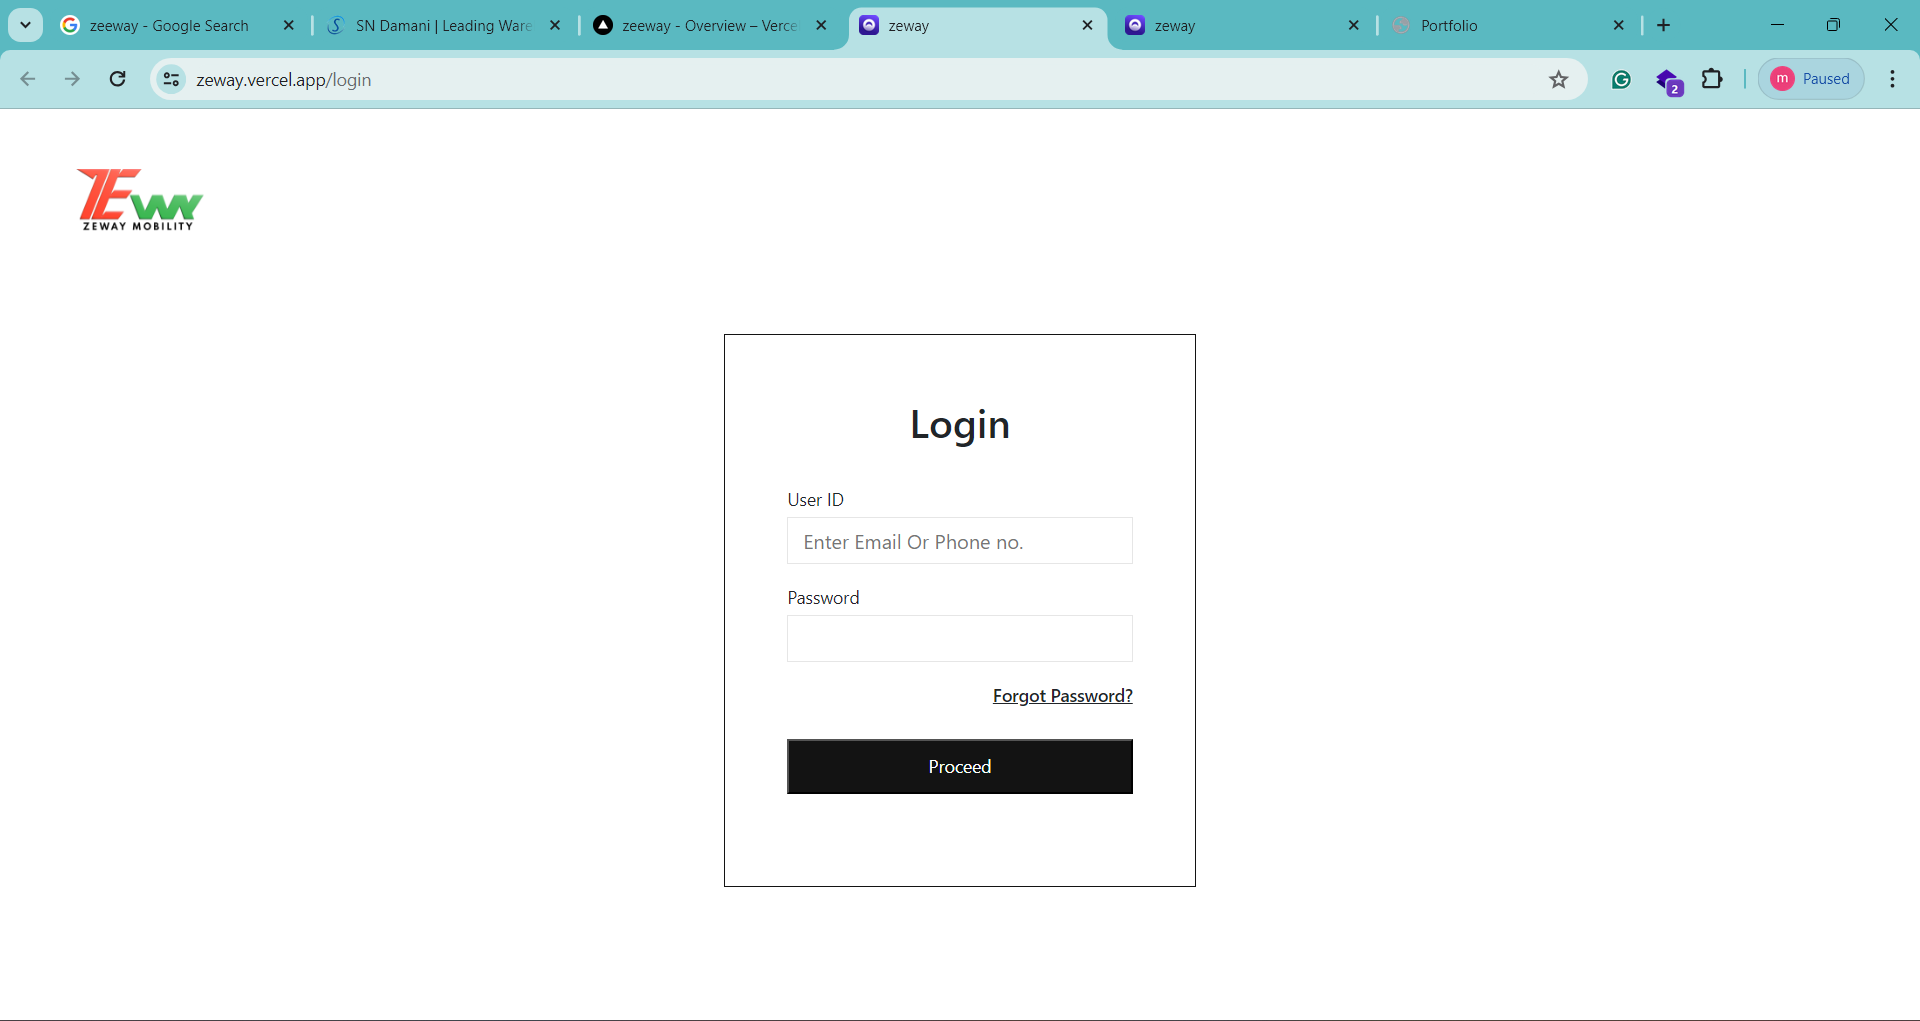 zeeway - Google Search
SN Damani | Leading Ware
zeeway - Overview – Verce
zeway
zeway
Portfolio
zeway.vercel.app/login
2
m
Paused
ZEWAY MOBILITY
Login
User ID
Enter Email Or Phone no.
Password
Forgot Password?
Proceed